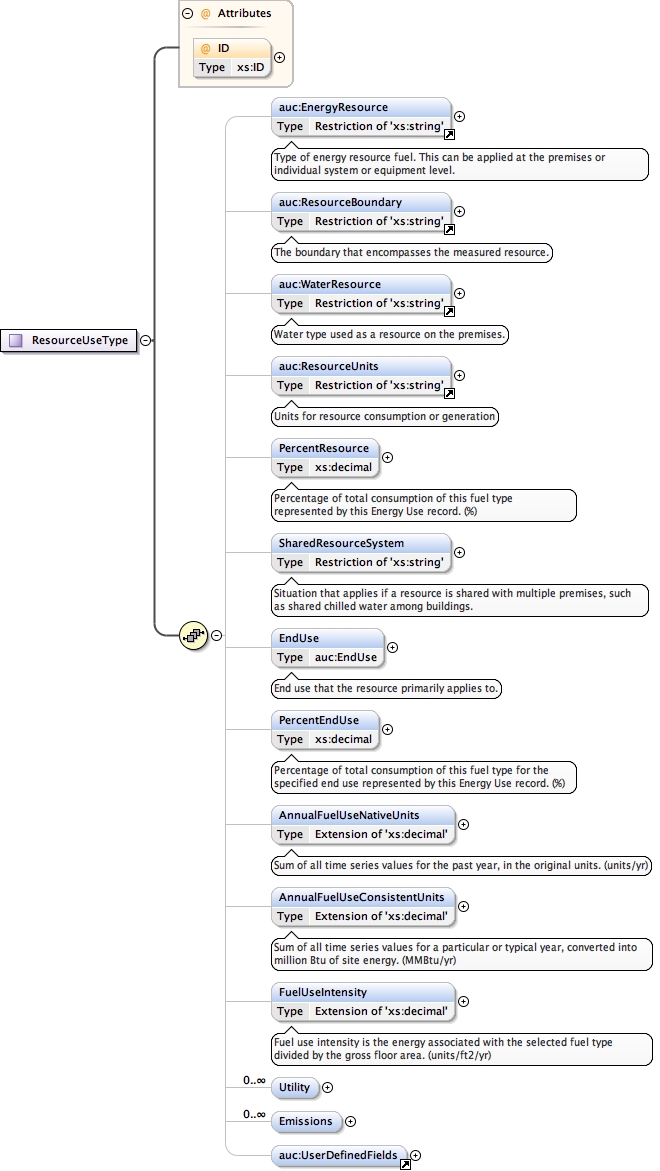 Attributes
@ ID
Type xs:ID
auc:EnergyResource
Type Restriction of 'xs:string'
Type of energy resource fuel. This can be applied at the premises or
individual system or equipment level.
auc:ResourceBoundary
Type Restriction of 'xs:string'
The boundary that encompasses the measured resource.
auc:WaterResource
Type Restriction of 'xs:string'
Water type used as a resource on the premises.
ResourceUseType
auc:ResourceUnits
Type Restriction of 'xs:string'
Units for resource consumption or generation
PercentResource
Type xs:decimal
Percentage of total consumption of this fuel type
represented by this Energy Use record. (%)
SharedResourceSystem
Type Restriction of 'xs:string'
Situation that applies if a resource is shared with multiple premises, such
as shared chilled water among buildings.
EndUse
Type auc:EndUse
End use that the resource primarily applies to.
PercentEndUse
Type xs:decimal
Percentage of total consumption of this fuel type for the
specified end use represented by this Energy Use record. (%)
AnnualFuelUseNativeUnits
Type Extension of 'xs:decimal'
Sum of all time series values for the past year, in the original units. (units/yr)
AnnualFuelUseConsistentUnits
Type Extension of 'xs:decimal'
Sum of all time series values for a particular or typical year, converted into
million Btu of site energy. (MMBtu/yr)
FuelUseIntensity
Type Extension of 'xs:decimal'
Fuel use intensity is the energy associated with the selected fuel type
divided by the gross floor area. (units/ft2/yr)
0..∞ Utility
0..∞ Emissions
auc:UserDefinedFields